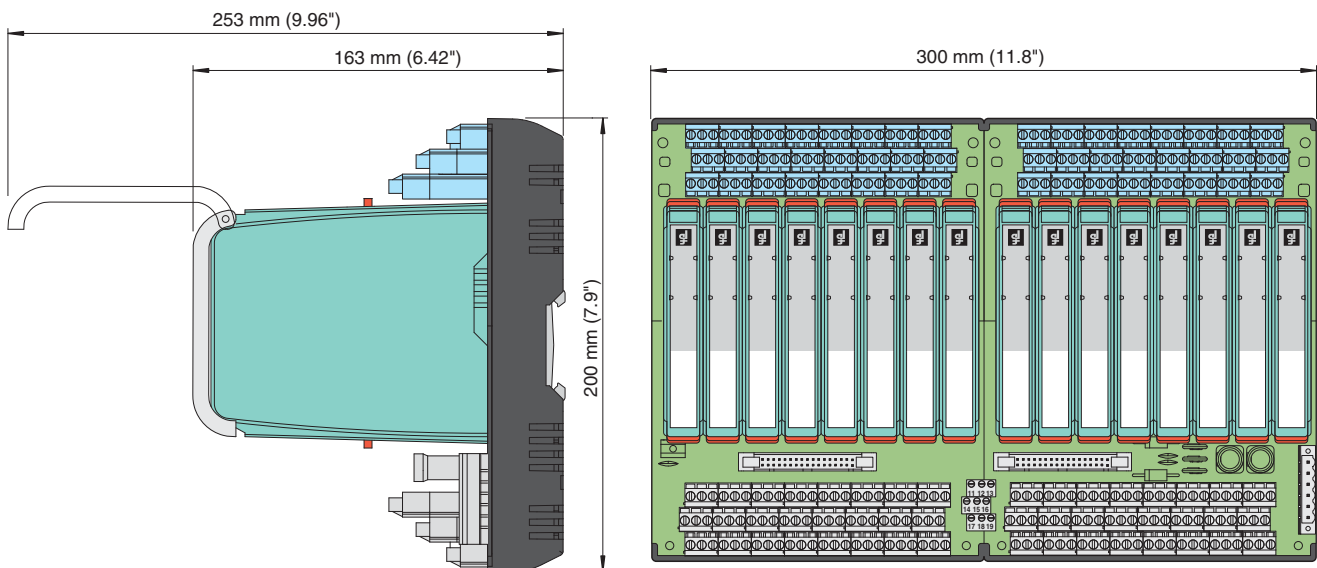 253 mm (9.96")
163 mm (6.42")
300 mm (11.8")
200 mm (7.9")
11 12 13
14 15 16
17 18 19